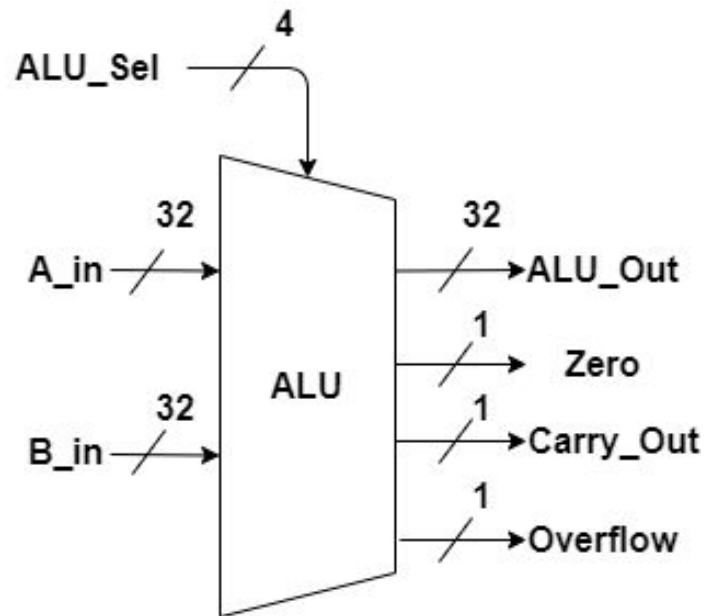 4
ALU_Sel
32
A_in
32
ALU_Out
1
Zero
ALU
32
B_in
1
Carry_Out
1
Overflow